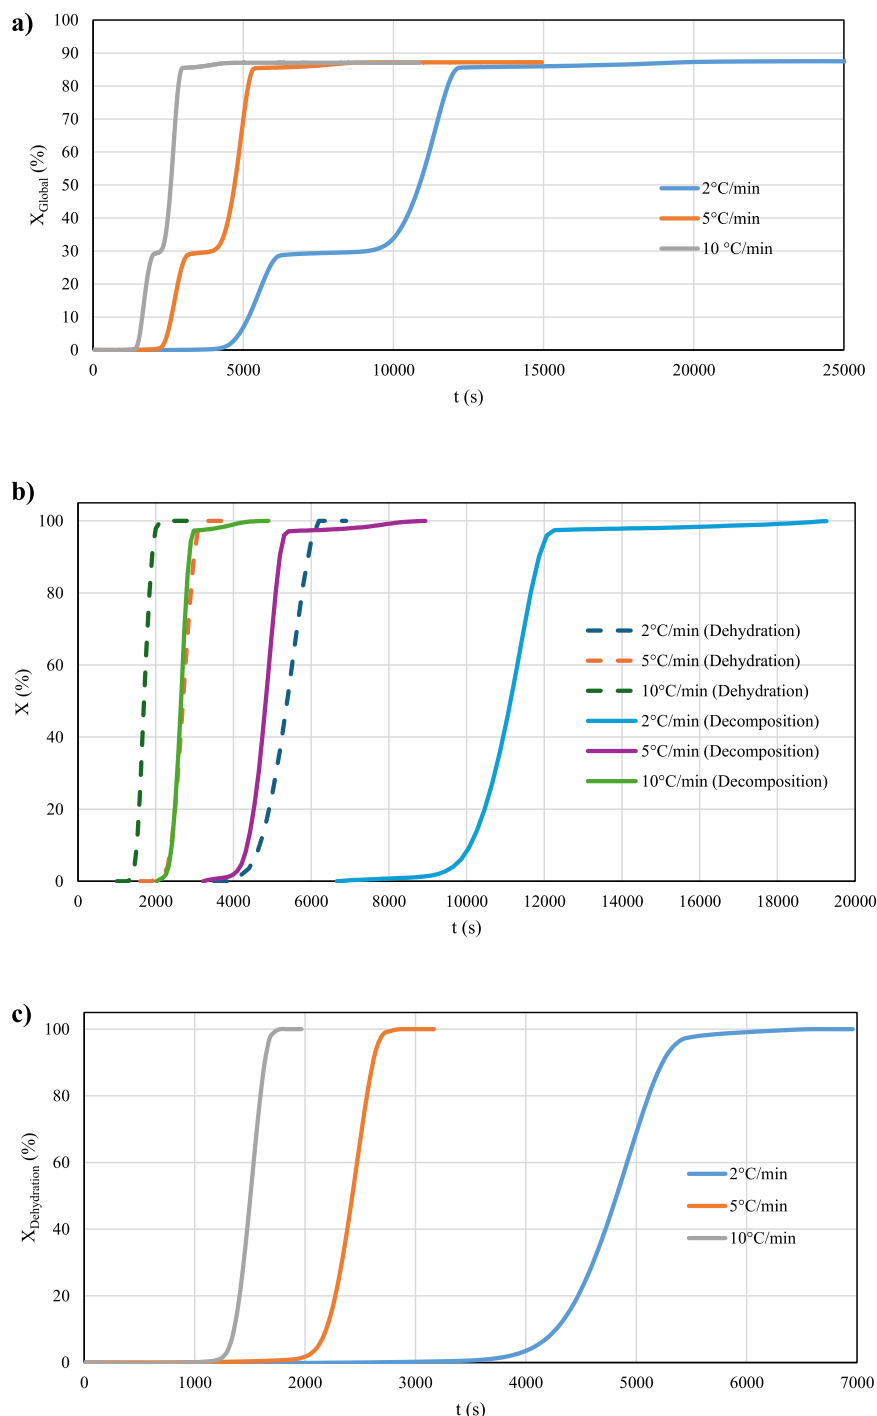 a)
100
90
80
70
60
50
40
30
20
10
0
X_Global (%)
2°C/min
5°C/min
10 °C/min
0 5000 10000 15000 20000 25000
t (s)
b)
100
80
60
40
20
0
X (%)
2°C/min (Dehydration)
5°C/min (Dehydration)
10°C/min (Dehydration)
2°C/min (Decomposition)
5°C/min (Decomposition)
10°C/min (Decomposition)
0 2000 4000 6000 8000 10000 12000 14000 16000 18000 20000
t (s)
c)
100
80
60
40
20
0
X_Dehydration (%)
2°C/min
5°C/min
10°C/min
0 1000 2000 3000 4000 5000 6000 7000
t (s)